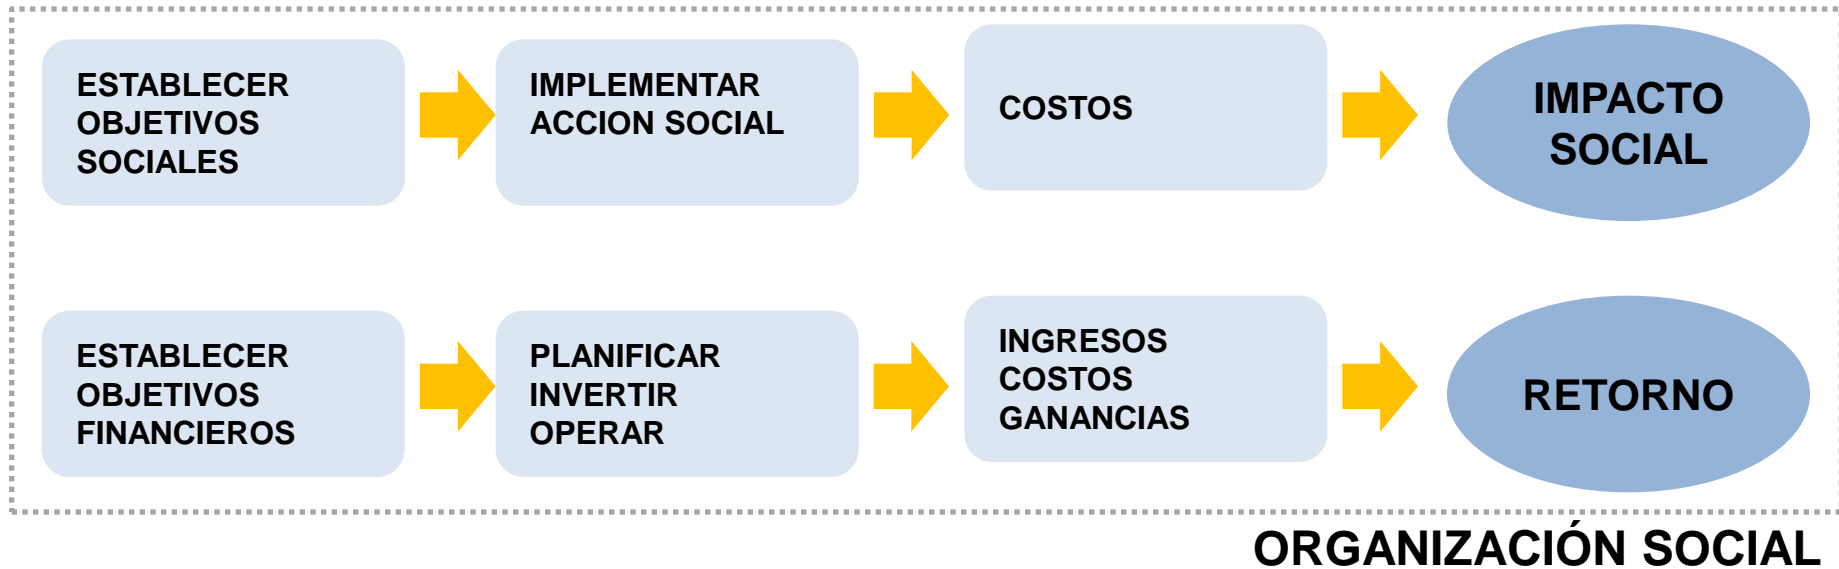 ESTABLECER
OBJETIVOS
SOCIALES
IMPLEMENTAR
ACCION SOCIAL
COSTOS
IMPACTO
SOCIAL
ESTABLECER
OBJETIVOS
FINANCIEROS
PLANIFICAR
INVERTIR
OPERAR
INGRESOS
COSTOS
GANANCIAS
RETORNO
ORGANIZACIÓN SOCIAL